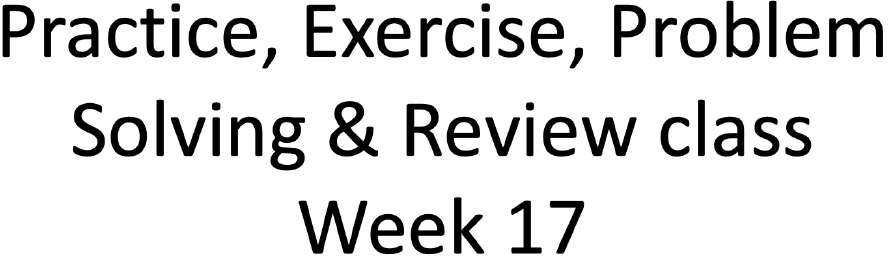 Practice, Exercise, Problem
Solving & Review class
Week 17